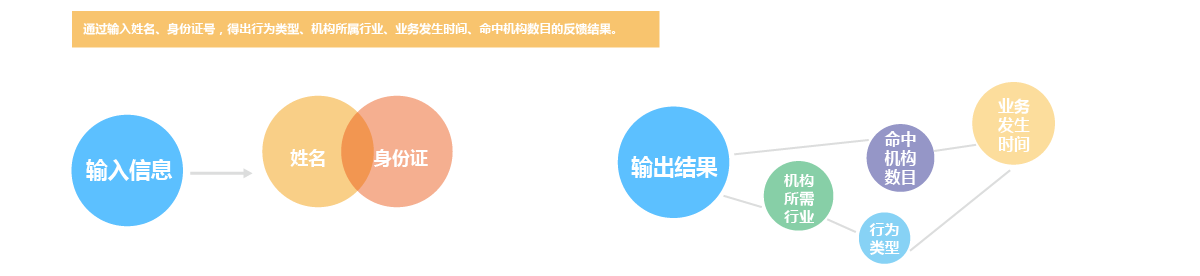 通过输入姓名、身份证号，得出行为类型、机构所属行业、业务发生时间、命中机构数目的反馈结果。
输入信息
姓名
身份证
输出结果
机构
所需
行业
命中
机构
数目
行为
类型
业务
发生
时间